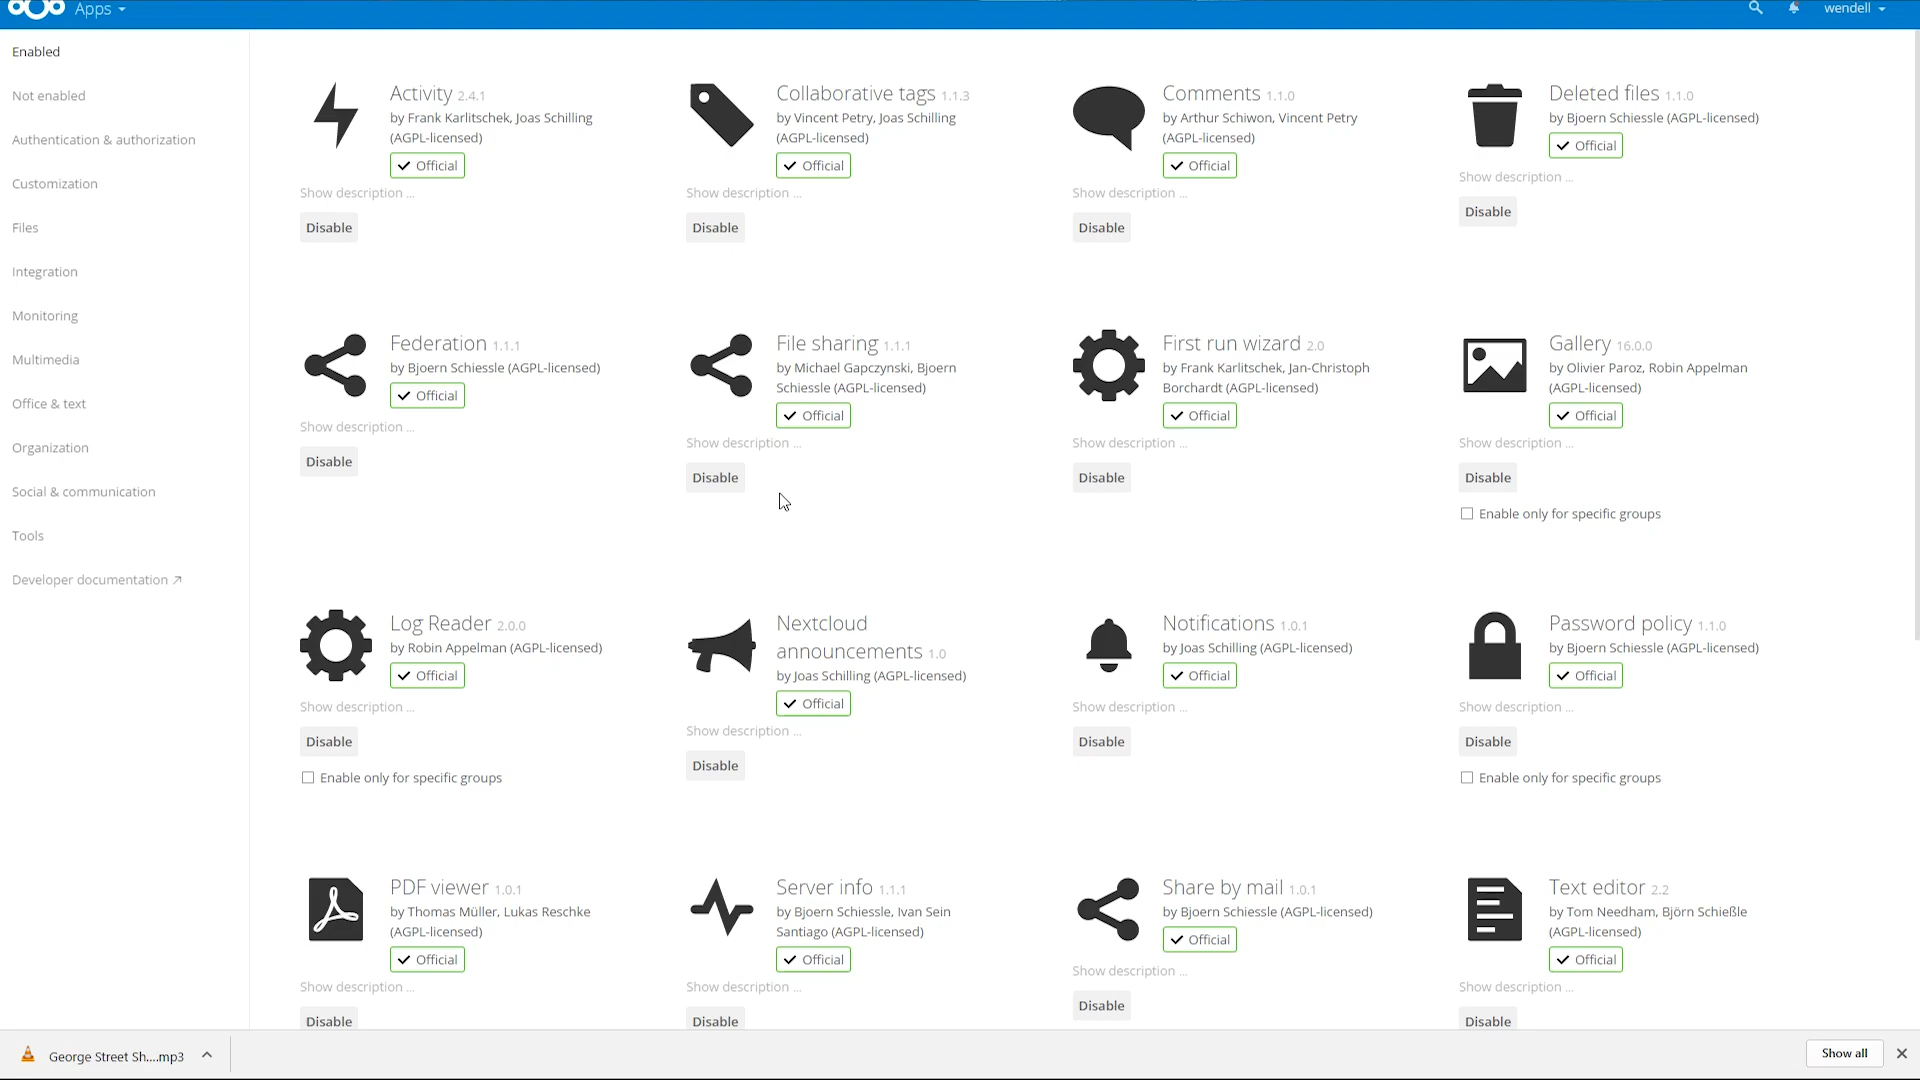 Apps
wendell
Enabled
Not enabled
Authentication & authorization
Customization
Files
Integration
Monitoring
Multimedia
Office & text
Organization
Social & communication
Tools
Developer documentation ↗
Activity 2.4.1
by Frank Karlitschek, Joas Schilling
(AGPL-licensed)
Official
Show description ...
Disable
Collaborative tags 1.1.3
by Vincent Petry, Joas Schilling
(AGPL-licensed)
Official
Show description ...
Disable
Comments 1.1.0
by Arthur Schiwon, Vincent Petry
(AGPL-licensed)
Official
Show description ...
Disable
Deleted files 1.1.0
by Bjoern Schiessle (AGPL-licensed)
Official
Show description ...
Disable
Federation 1.1.1
by Bjoern Schiessle (AGPL-licensed)
Official
Show description ...
Disable
File sharing 1.1.1
by Michael Gapczynski, Bjoern
Schiessle (AGPL-licensed)
Official
Show description ...
Disable
First run wizard 2.0
by Frank Karlitschek, Jan-Christoph
Borchardt (AGPL-licensed)
Official
Show description ...
Disable
Gallery 16.0.0
by Olivier Paroz, Robin Appelman
(AGPL-licensed)
Official
Show description ...
Disable
Enable only for specific groups
Log Reader 2.0.0
by Robin Appelman (AGPL-licensed)
Official
Show description ...
Disable
Enable only for specific groups
Nextcloud
announcements 1.0
by Joas Schilling (AGPL-licensed)
Official
Show description ...
Disable
Notifications 1.0.1
by Joas Schilling (AGPL-licensed)
Official
Show description ...
Disable
Password policy 1.1.0
by Bjoern Schiessle (AGPL-licensed)
Official
Show description ...
Disable
Enable only for specific groups
PDF viewer 1.0.1
by Thomas Müller, Lukas Reschke
(AGPL-licensed)
Official
Show description ...
Disable
Server info 1.1.1
by Bjoern Schiessle, Ivan Sein
Santiago (AGPL-licensed)
Official
Show description ...
Disable
Share by mail 1.0.1
by Bjoern Schiessle (AGPL-licensed)
Official
Show description ...
Disable
Text editor 2.2
by Tom Needham, Björn Schießle
(AGPL-licensed)
Official
Show description ...
Disable
George Street Sh....mp3
Show all